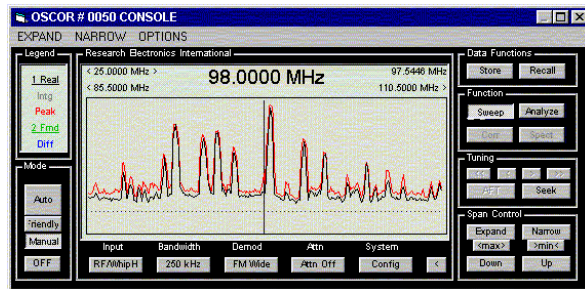 OSCOR # 0050 CONSOLE
EXPAND NARROW OPTIONS
Legend
1 Real
Intg
Peak
2 Fmd
Diff
Mode
Auto
Friendly
Manual
OFF
Research Electronics International
< 25.0000 MHz > 98.0000 MHz 97.5446 MHz
< 85.5000 MHz 110.5000 MHz >
Input Bandwidth Demod Attn System
RF/WhipH 250 kHz FM Wide Attn Off Config <
Data Functions
Store Recall
Function
Sweep Analyze
Corr Spect
Tuning
<< < > >>
AFT Seek
Span Control
Expand Narrow
<max> >min<
Down Up